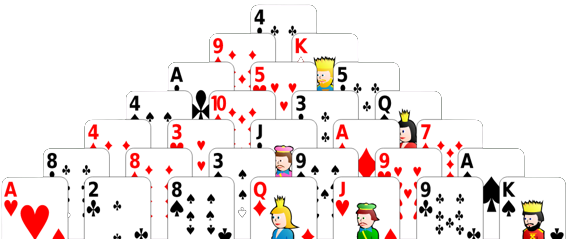 4
9 K
A 5 5
4 10 3 Q
4 3 J A 7
8 8 3 9 9 A
A 2 8 Q J 9 K